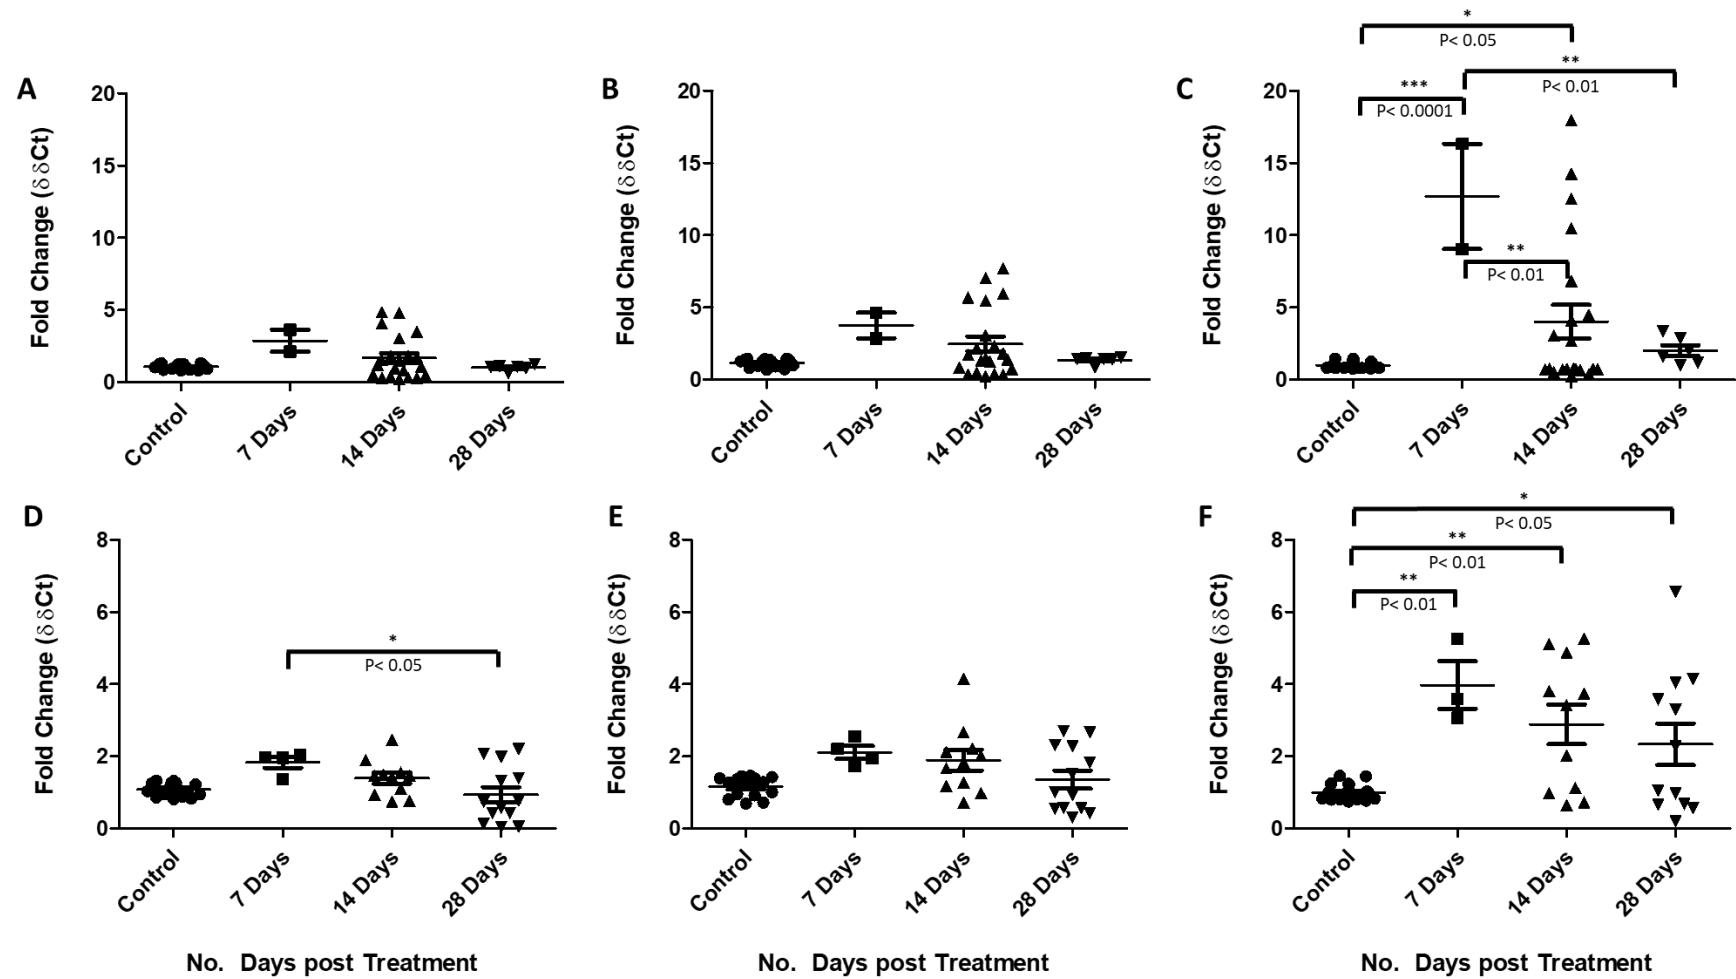 *
P< 0.05
**
P< 0.01
***
P< 0.0001
**
P< 0.01
A
Fold Change (δδCt)
20
15
10
5
0
Control
7 Days
14 Days
28 Days
B
Fold Change (δδCt)
20
15
10
5
0
Control
7 Days
14 Days
28 Days
C
Fold Change (δδCt)
20
15
10
5
0
Control
7 Days
14 Days
28 Days
D
Fold Change (δδCt)
8
6
4
2
0
*
P< 0.05
Control
7 Days
14 Days
28 Days
No. Days post Treatment
E
Fold Change (δδCt)
8
6
4
2
0
Control
7 Days
14 Days
28 Days
No. Days post Treatment
F
Fold Change (δδCt)
8
6
4
2
0
*
P< 0.05
**
P< 0.01
**
P< 0.01
Control
7 Days
14 Days
28 Days
No. Days post Treatment